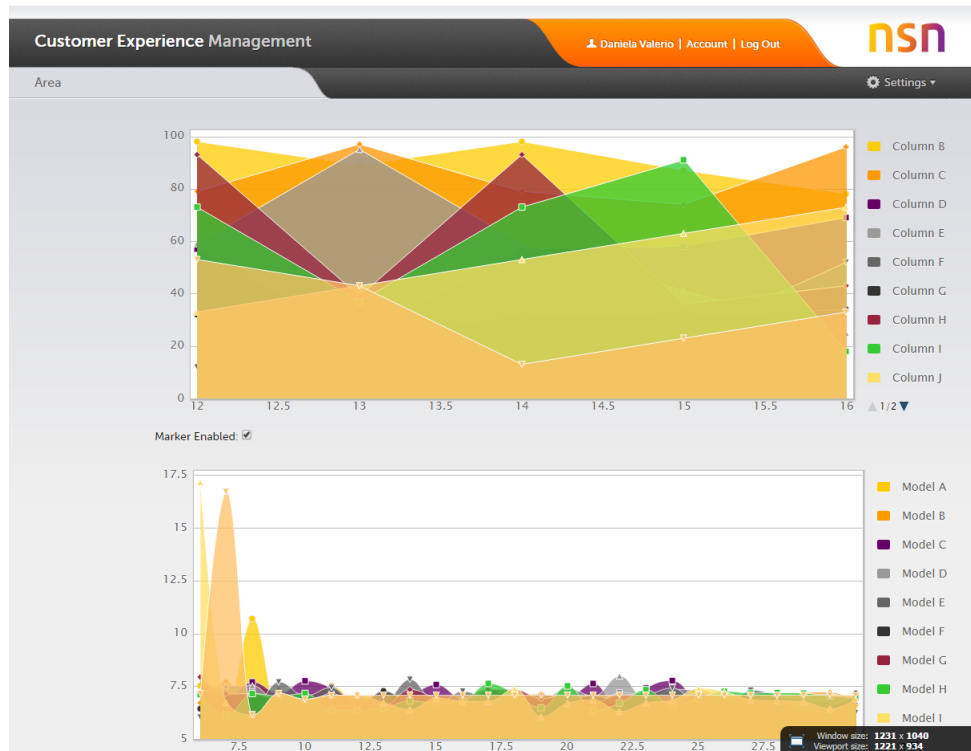 Customer Experience Management
Daniela Valerio | Account | Log Out
nsn
Area
Settings
100
80
60
40
20
0
12
12.5
13
13.5
14
14.5
15
15.5
16
Column B
Column C
Column D
Column E
Column F
Column G
Column H
Column I
Column J
1/2
Marker Enabled:
17.5
15
12.5
10
7.5
5
7.5
10
12.5
15
17.5
20
22.5
25
27.5
Model A
Model B
Model C
Model D
Model E
Model F
Model G
Model H
Model I
Window size: 1231 x 1040
Viewport size: 1221 x 934